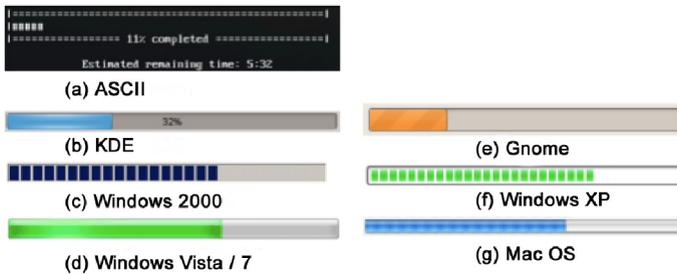 11% completed
Estimated remaining time: 5:32
(a) ASCII
32%
(b) KDE
(c) Windows 2000
(d) Windows Vista / 7
(e) Gnome
(f) Windows XP
(g) Mac OS